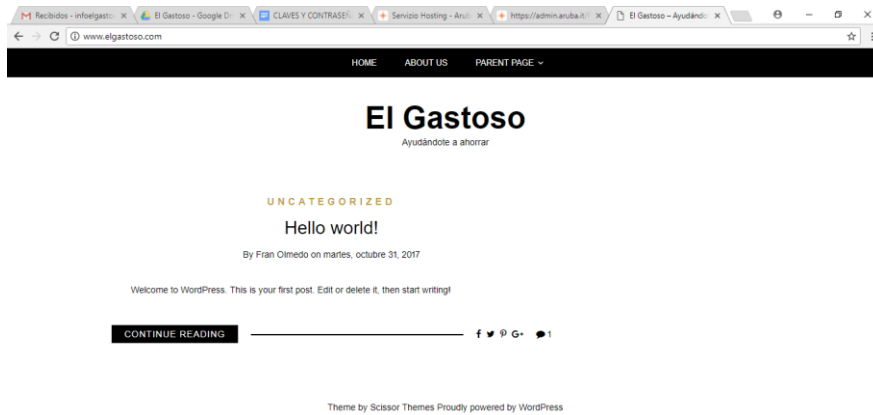 Recibidos - infoelgasto
El Gastoso - Google Dr
CLAVES Y CONTRASEÑ
Servizio Hosting - Arub
https://admin.aruba.it/
El Gastoso – Ayudándo
www.elgastoso.com
HOME ABOUT US PARENT PAGE
El Gastoso
Ayudándote a ahorrar
UNCATEGORIZED
Hello world!
By Fran Olmedo on martes, octubre 31, 2017
Welcome to WordPress. This is your first post. Edit or delete it, then start writing!
CONTINUE READING G+ 1
Theme by Scissor Themes Proudly powered by WordPress